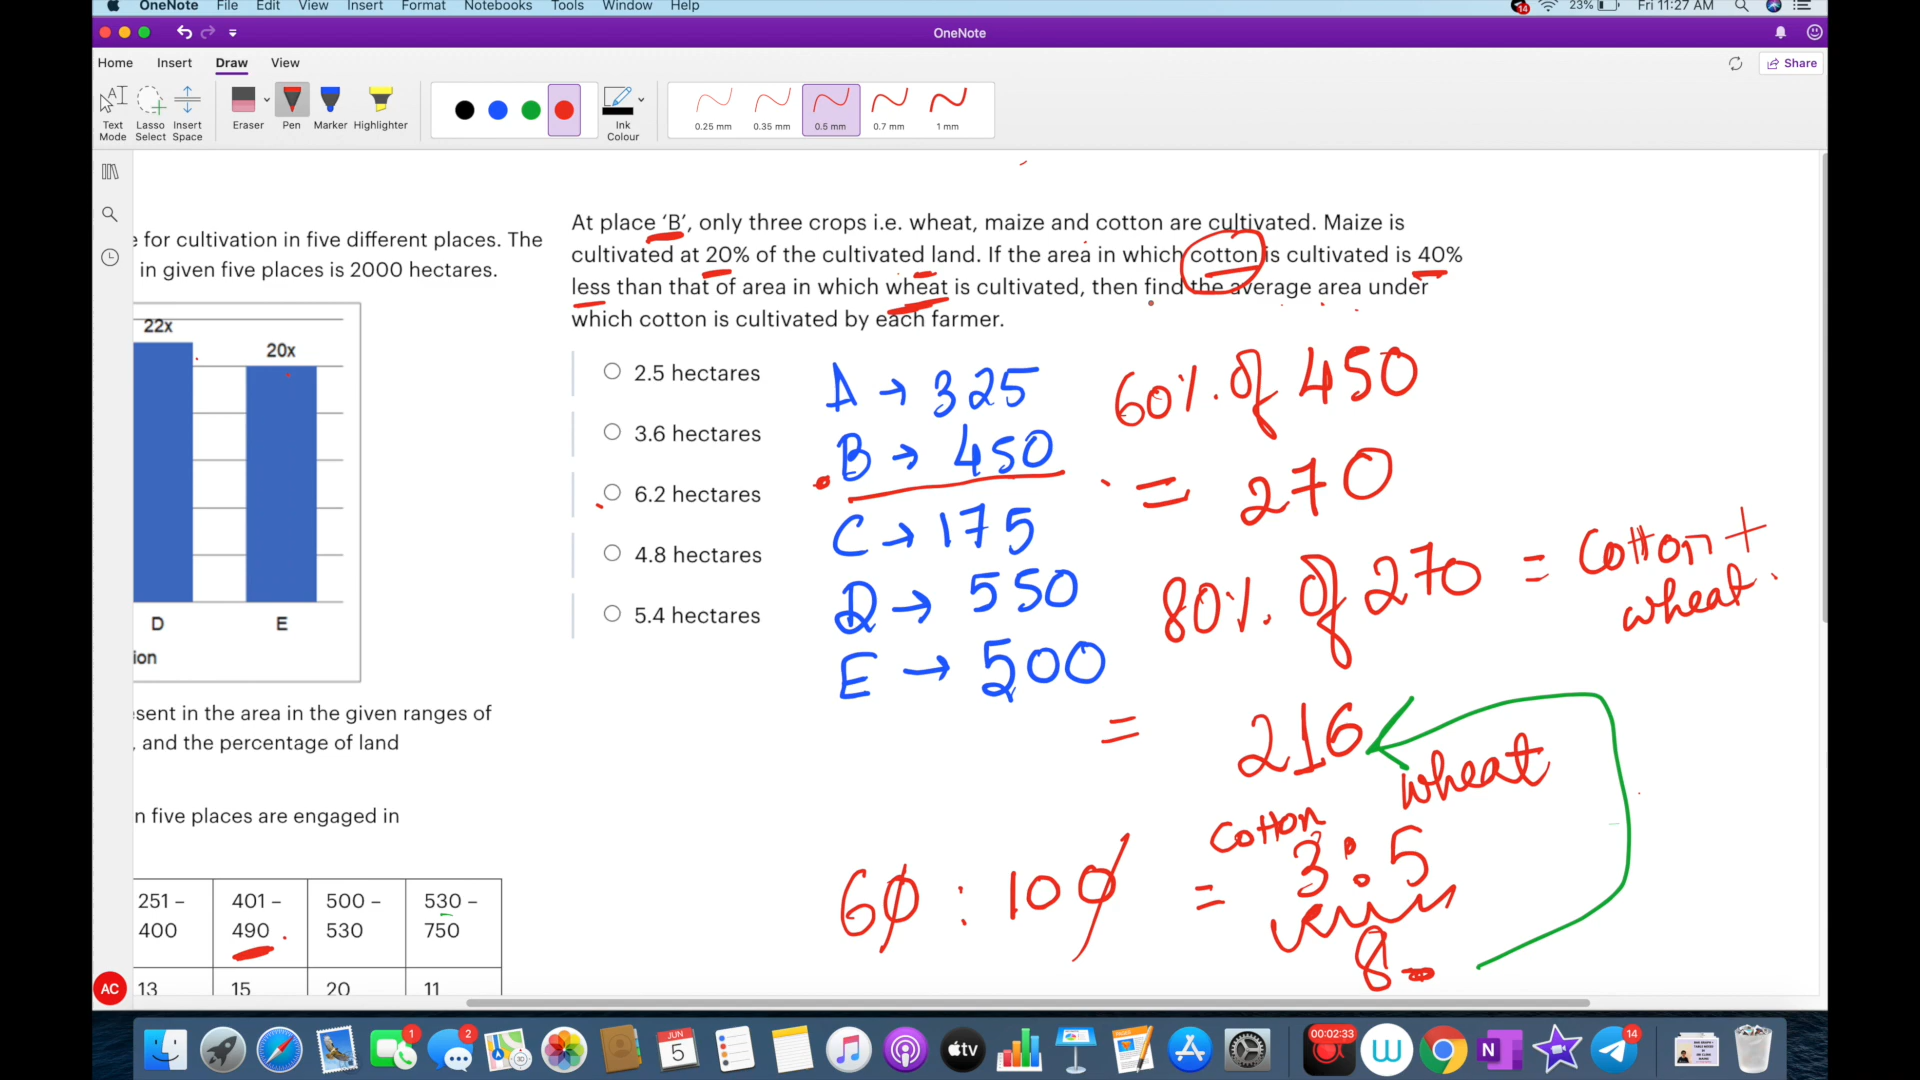 OneNote File Edit View Insert Format Notebooks Tools Window Help
14 23% Fri 11:27 AM
OneNote
Home Insert Draw View
Share
Text Mode
Lasso Select
Insert Space
Eraser
Pen
Marker
Highlighter
Ink Colour
0.25 mm
0.35 mm
0.5 mm
0.7 mm
1 mm
e for cultivation in five different places. The
in given five places is 2000 hectares.
22x
20x
D
E
ion
sent in the area in the given ranges of
, and the percentage of land
n five places are engaged in
251 – 400
401 – 490
500 – 530
530 – 750
13
15
20
11
At place ‘B’, only three crops i.e. wheat, maize and cotton are cultivated. Maize is
cultivated at 20% of the cultivated land. If the area in which cotton is cultivated is 40%
less than that of area in which wheat is cultivated, then find the average area under
which cotton is cultivated by each farmer.
2.5 hectares
3.6 hectares
6.2 hectares
4.8 hectares
5.4 hectares
A → 325
B → 450
C → 175
D → 550
E → 500
60% of 450
= 270
80% of 270 = Cotton +
wheat
= 216
cotton wheat
60 : 100 = 3 : 5
8
AC
1
2
JUN
5
tv
00:02:33
W
N
14